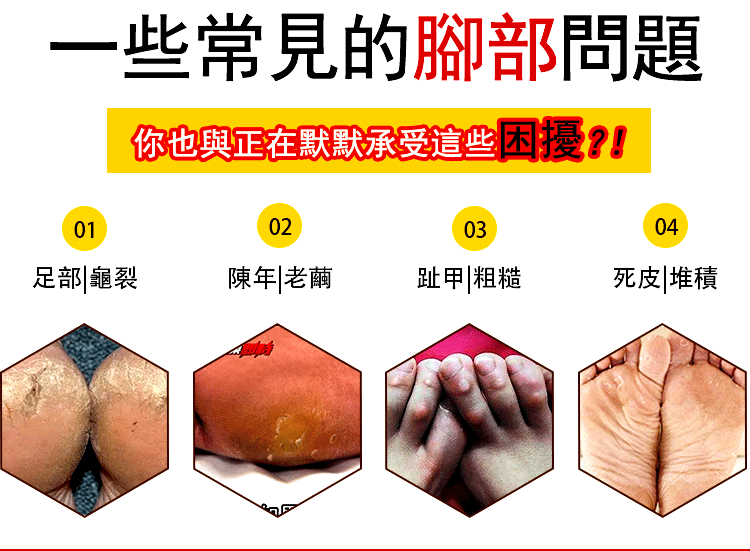 一些常見的腳部問題
你也與正在默默承受這些困擾?!
01
02
03
04
足部|龜裂
陳年|老繭
趾甲|粗糙
死皮|堆積